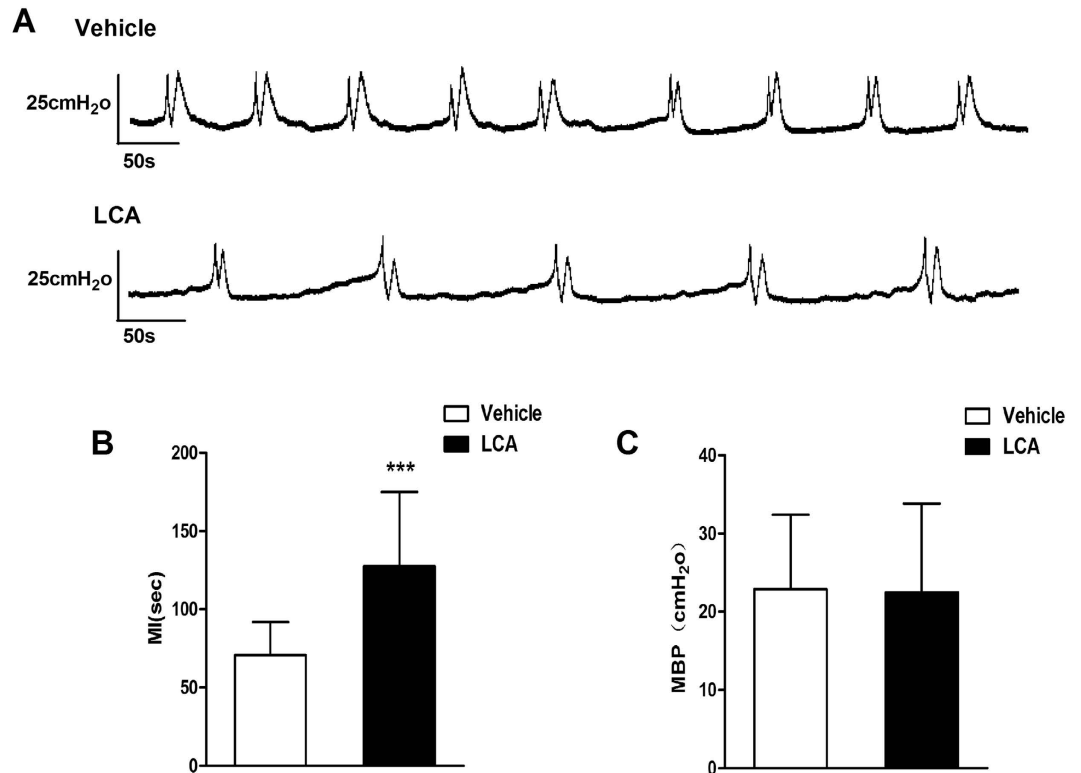 A
Vehicle
25cmH₂o
50s
LCA
25cmH₂o
50s
B
Vehicle
LCA
***
MI(sec)
200
150
100
50
0
C
Vehicle
LCA
MBP（cmH₂o）
40
30
20
10
0